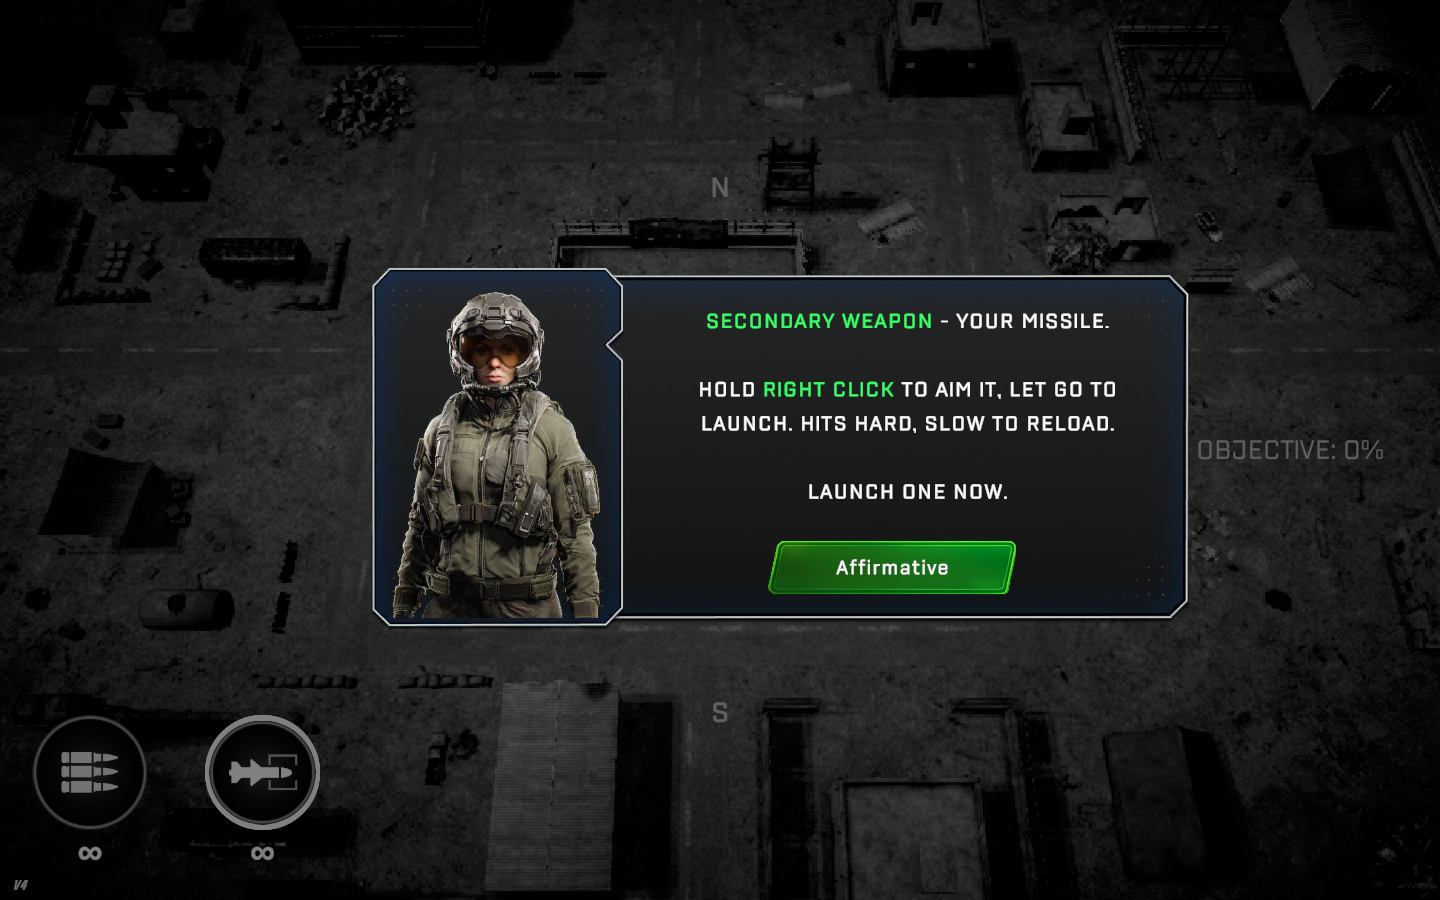 N
SECONDARY WEAPON - YOUR MISSILE.
HOLD RIGHT CLICK TO AIM IT, LET GO TO
LAUNCH. HITS HARD, SLOW TO RELOAD.
OBJECTIVE: 0%
LAUNCH ONE NOW.
Affirmative
S
∞ ∞
V4